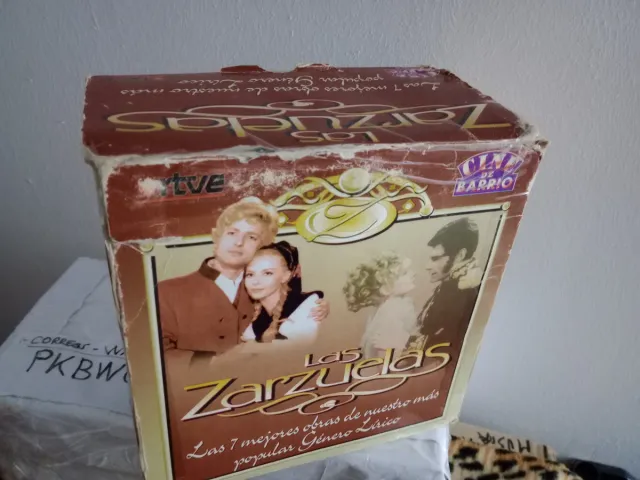 Las 7 mejores obras de nuestro más
popular Género Lírico
Las
Zarzuelas
rtve
CINE
DE
BARRIO
Las
Zarzuelas
Las 7 mejores obras de nuestro más
popular Género Lírico
CORREOS
PKBW